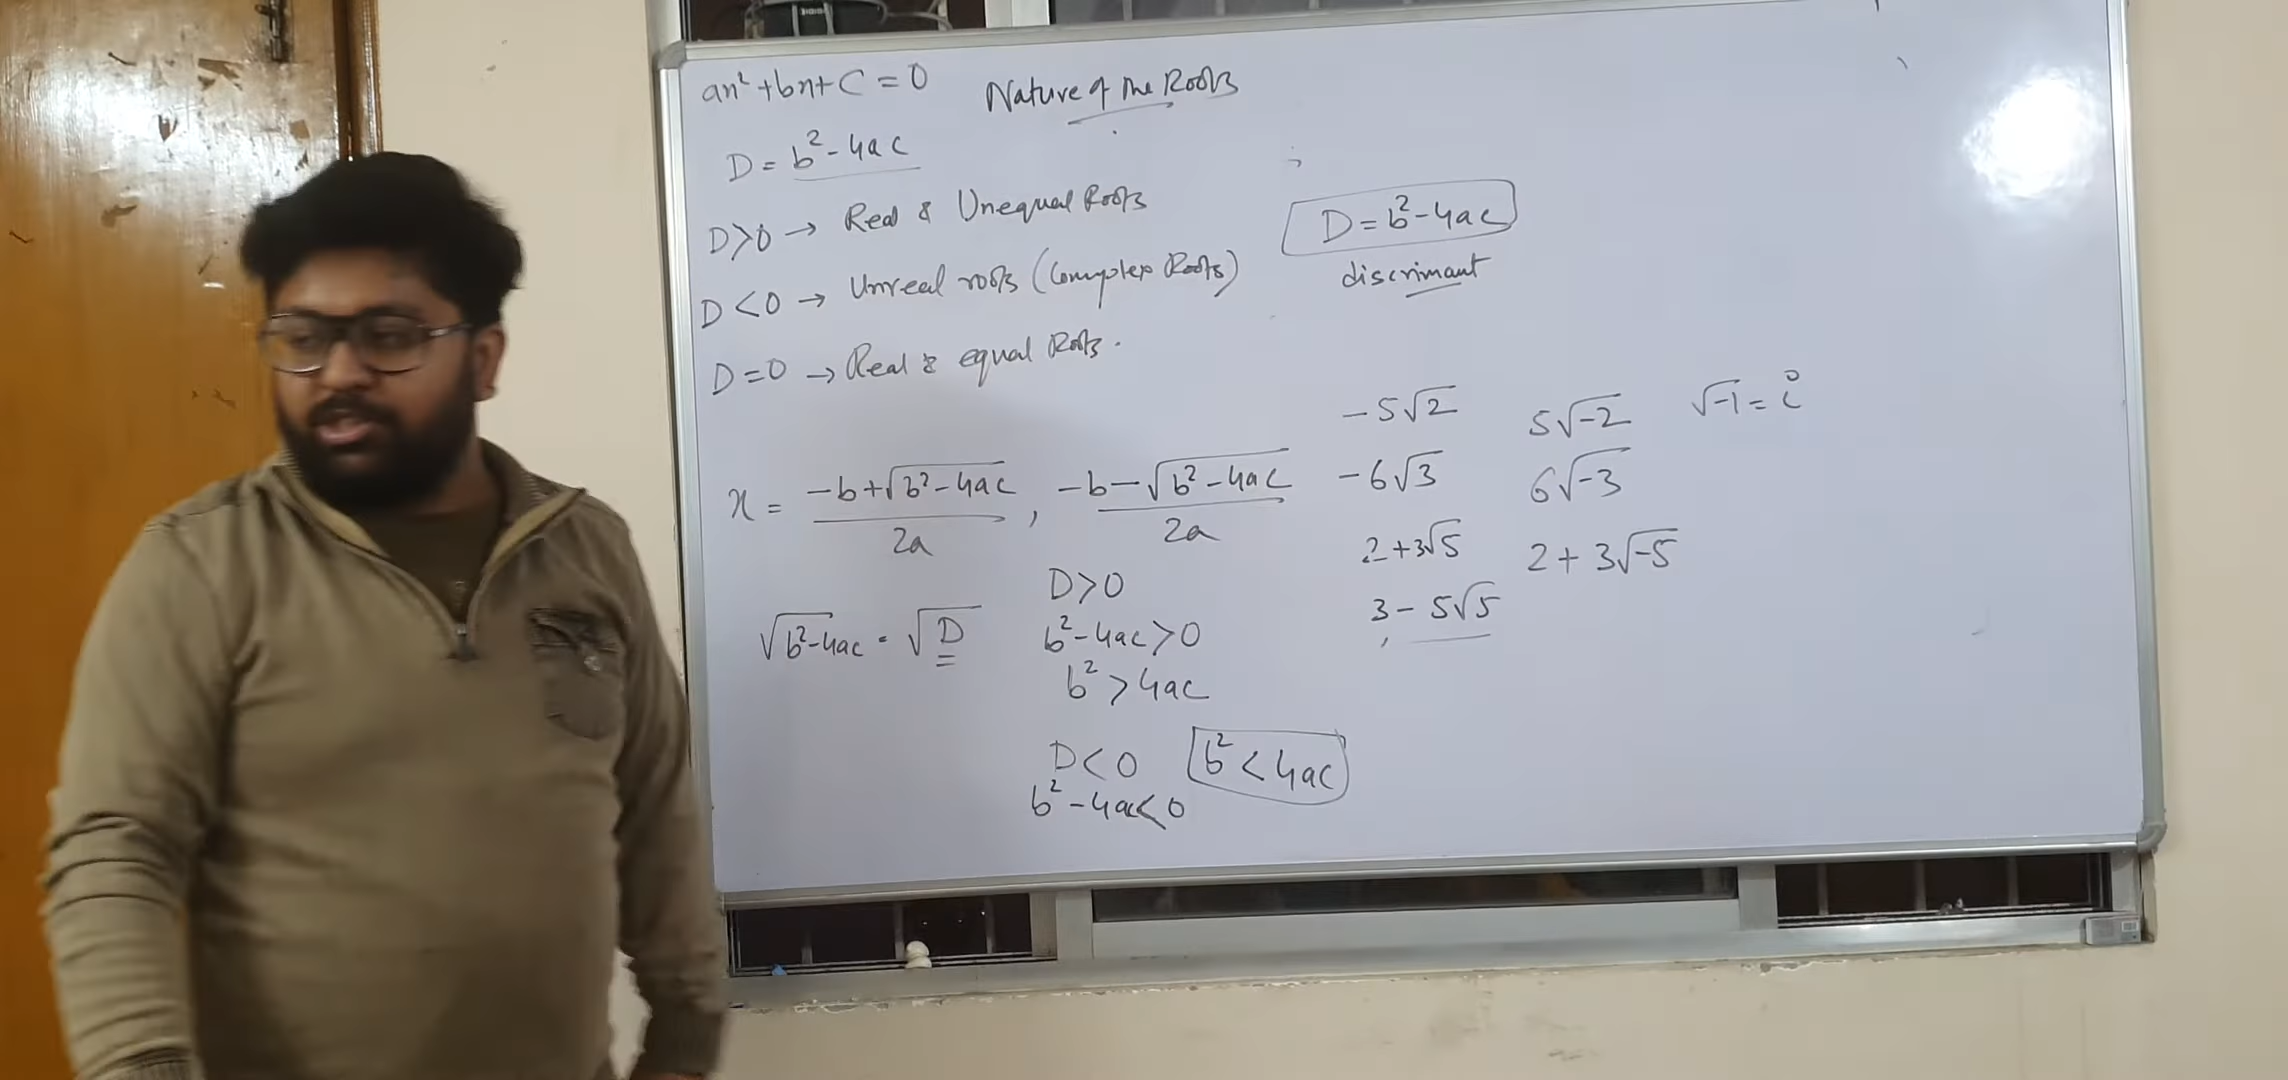 ax² + bx + C = 0
Nature of the Roots
D = b² - 4ac
D > 0 → Real & Unequal Roots
D < 0 → Unreal roots (Complex Roots)
D = 0 → Real & equal Roots.
D = b² - 4ac
discrimant
x = (-b + √(b² - 4ac))/2a , (-b - √(b² - 4ac))/2a
√(b² - 4ac) = √D
D > 0
b² - 4ac > 0
b² > 4ac
D < 0
b² - 4ac < 0
b² < 4ac
-5√2
-6√3
2 + 3√5
3 - 5√5
5√-2
6√-3
2 + 3√-5
√-1 = i